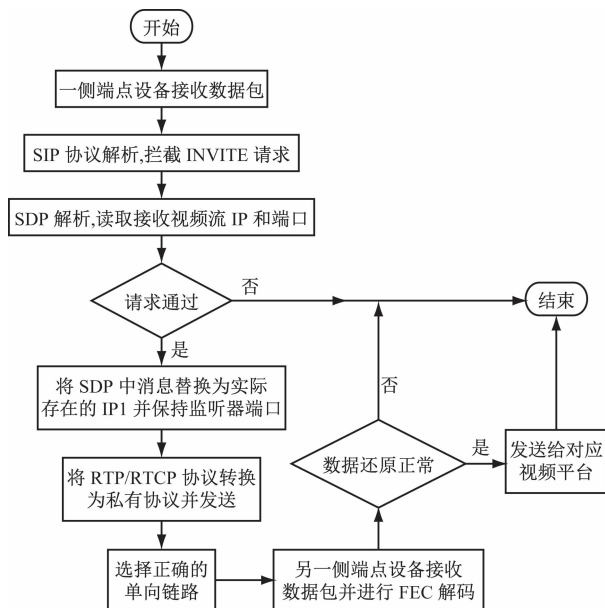 开始
一侧端点设备接收数据包
SIP 协议解析,拦截 INVITE 请求
SDP 解析,读取接收视频流 IP 和端口
请求通过
否
结束
是
将 SDP 中消息替换为实际
存在的 IP1 并保持监听器端口
否
将 RTP/RTCP 协议转换
为私有协议并发送
数据还原正常
是
发送给对应
视频平台
选择正确的
单向链路
另一侧端点设备接收
数据包并进行 FEC 解码